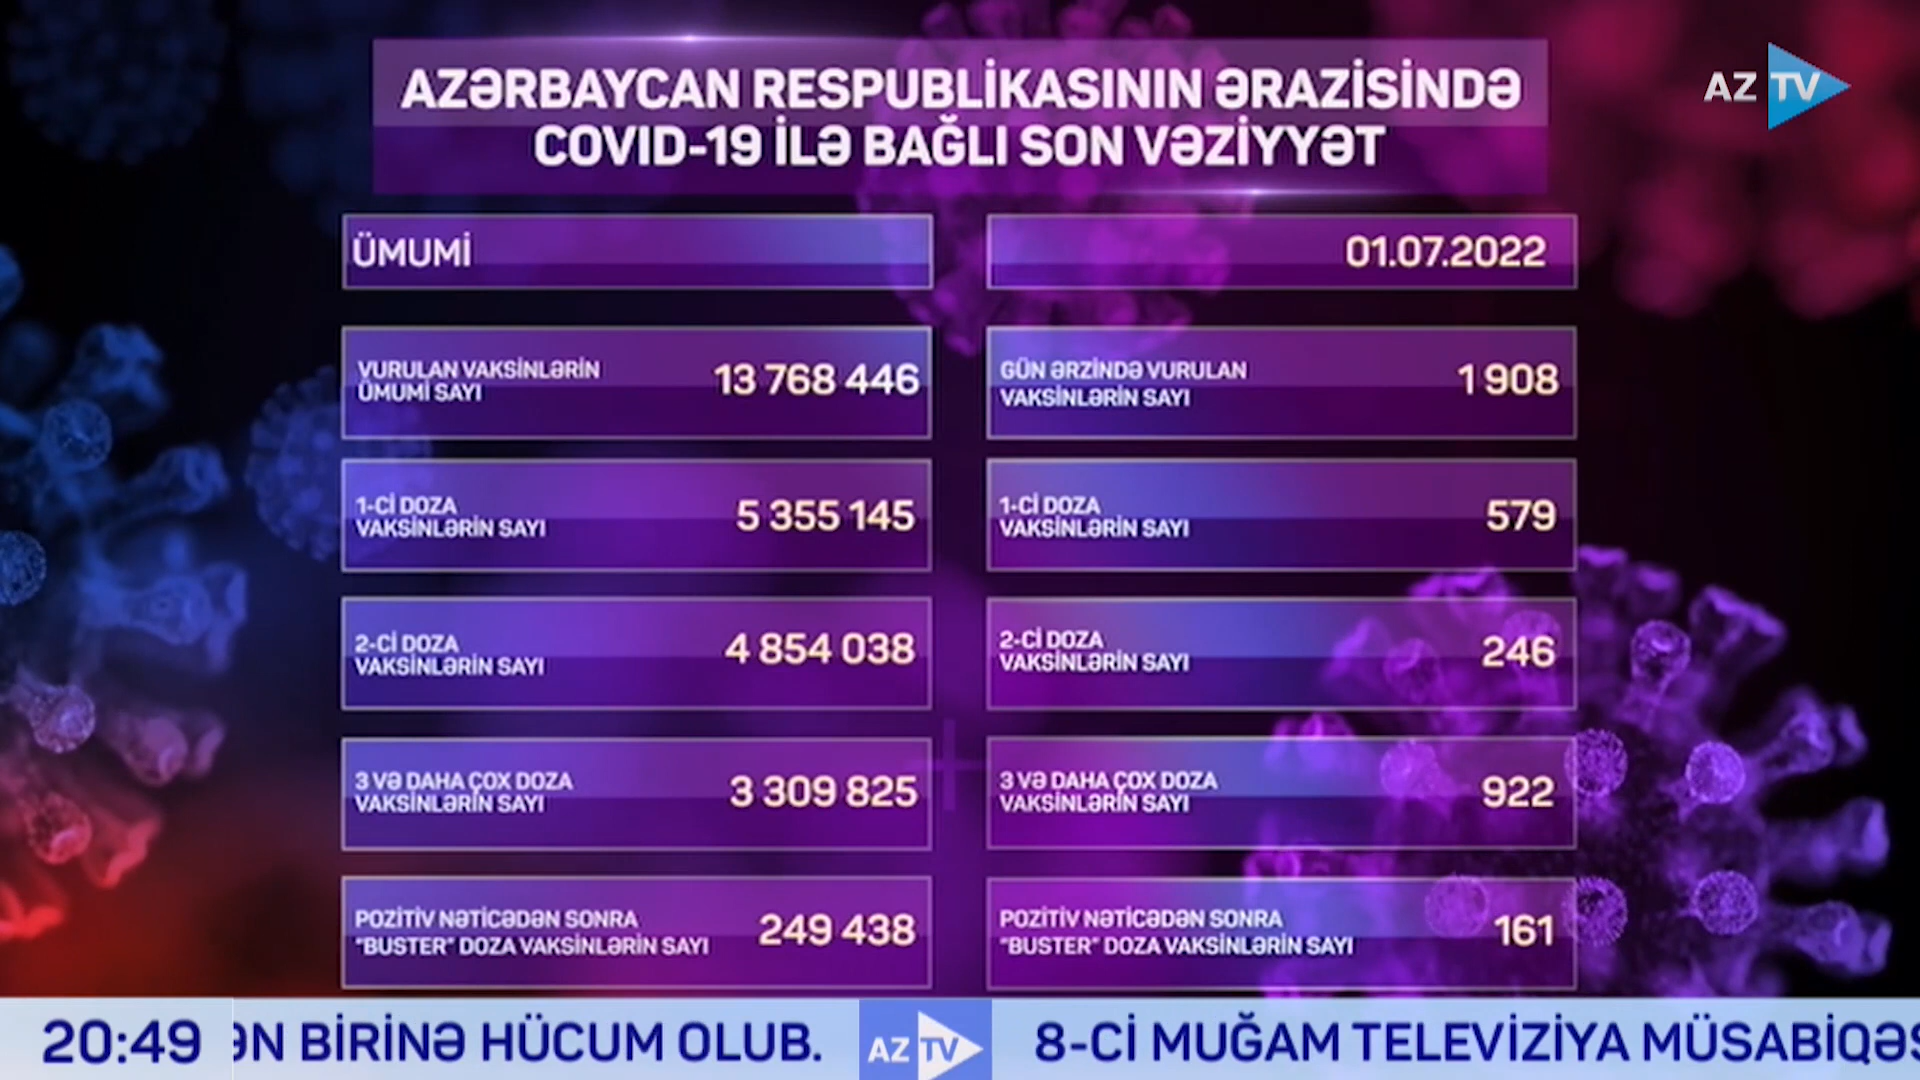 AZƏRBAYCAN RESPUBLİKASININ ƏRAZİSİNDƏ
COVID-19 İLƏ BAĞLI SON VƏZİYYƏT
AZ TV
ÜMUMİ
01.07.2022
VURULAN VAKSİNLƏRİN
ÜMUMİ SAYI
13 768 446
GÜN ƏRZİNDƏ VURULAN
VAKSİNLƏRİN SAYI
1 908
1-Cİ DOZA
VAKSİNLƏRİN SAYI
5 355 145
1-Cİ DOZA
VAKSİNLƏRİN SAYI
579
2-Cİ DOZA
VAKSİNLƏRİN SAYI
4 854 038
2-Cİ DOZA
VAKSİNLƏRİN SAYI
246
3 VƏ DAHA ÇOX DOZA
VAKSİNLƏRİN SAYI
3 309 825
3 VƏ DAHA ÇOX DOZA
VAKSİNLƏRİN SAYI
922
POZİTİV NƏTİCƏDƏN SONRA
"BUSTER" DOZA VAKSİNLƏRİN SAYI
249 438
POZİTİV NƏTİCƏDƏN SONRA
"BUSTER" DOZA VAKSİNLƏRİN SAYI
161
20:49 ƏN BİRİNƏ HÜCUM OLUB. AZ TV 8-Cİ MUĞAM TELEVİZİYA MÜSABİQƏS